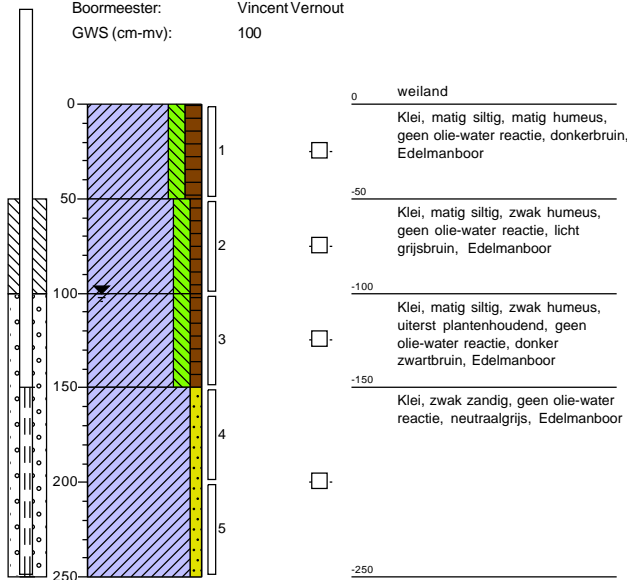 Boormeester: Vincent Vernout
GWS (cm-mv): 100
0
50
100
150
200
250
1
2
3
4
5
0 weiland
Klei, matig siltig, matig humeus,
geen olie-water reactie, donkerbruin,
Edelmanboor
-50
Klei, matig siltig, zwak humeus,
geen olie-water reactie, licht
grijsbruin, Edelmanboor
-100
Klei, matig siltig, zwak humeus,
uiterst plantenhoudend, geen
olie-water reactie, donker
zwartbruin, Edelmanboor
-150
Klei, zwak zandig, geen olie-water
reactie, neutraalgrijs, Edelmanboor
-250